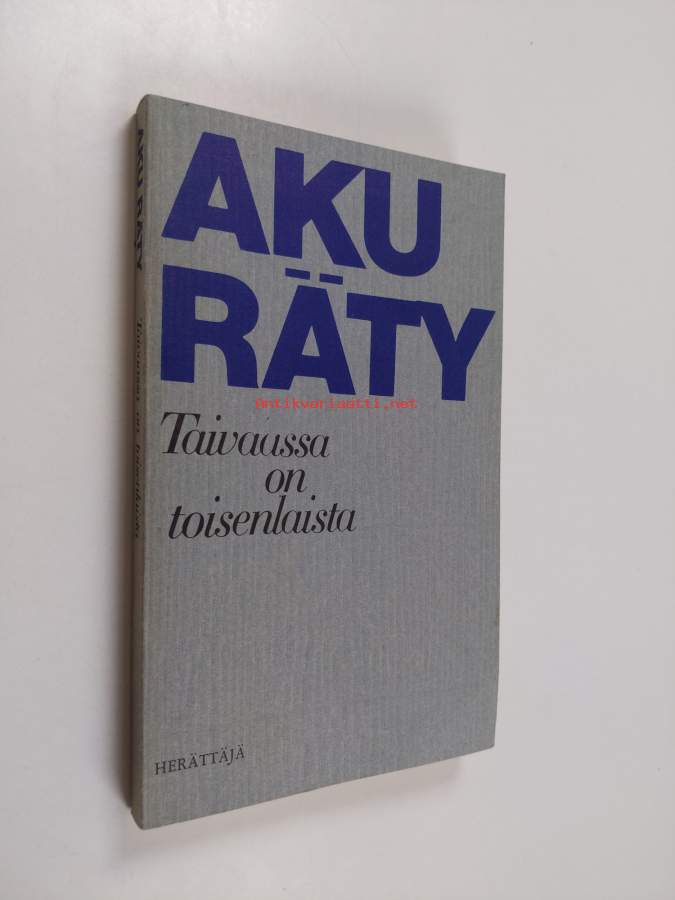 AKU
RÄTY
Antikvariaatti.net
Taivaassa
on
toisenlaista
HERÄTTÄJÄ
AKU RÄTY
Taivaassa on toisenlaista